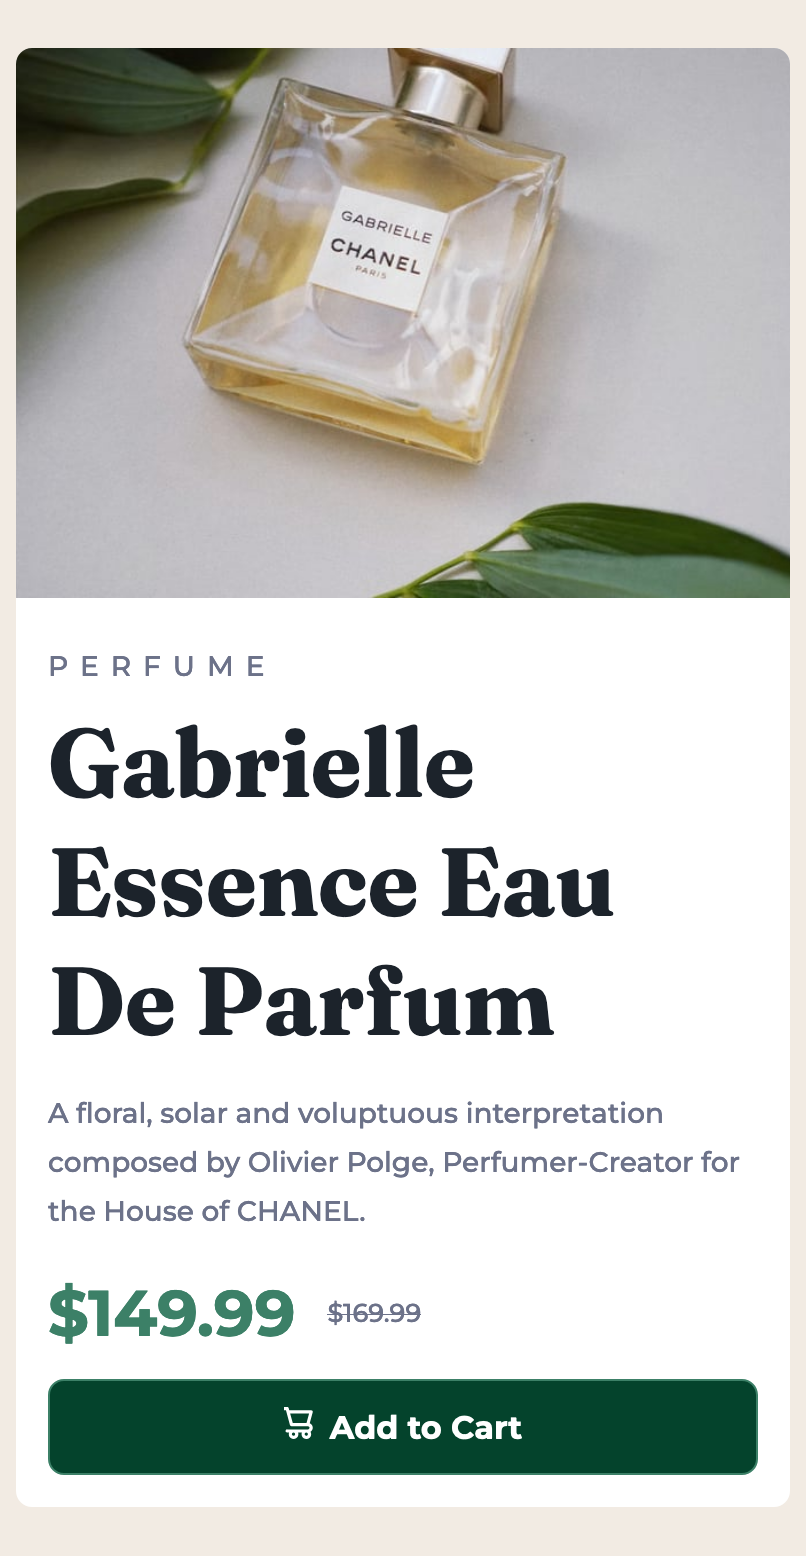 GABRIELLE
CHANEL
PARIS
PERFUME
Gabrielle
Essence Eau
De Parfum
A floral, solar and voluptuous interpretation
composed by Olivier Polge, Perfumer-Creator for
the House of CHANEL.
$149.99 $169.99
Add to Cart